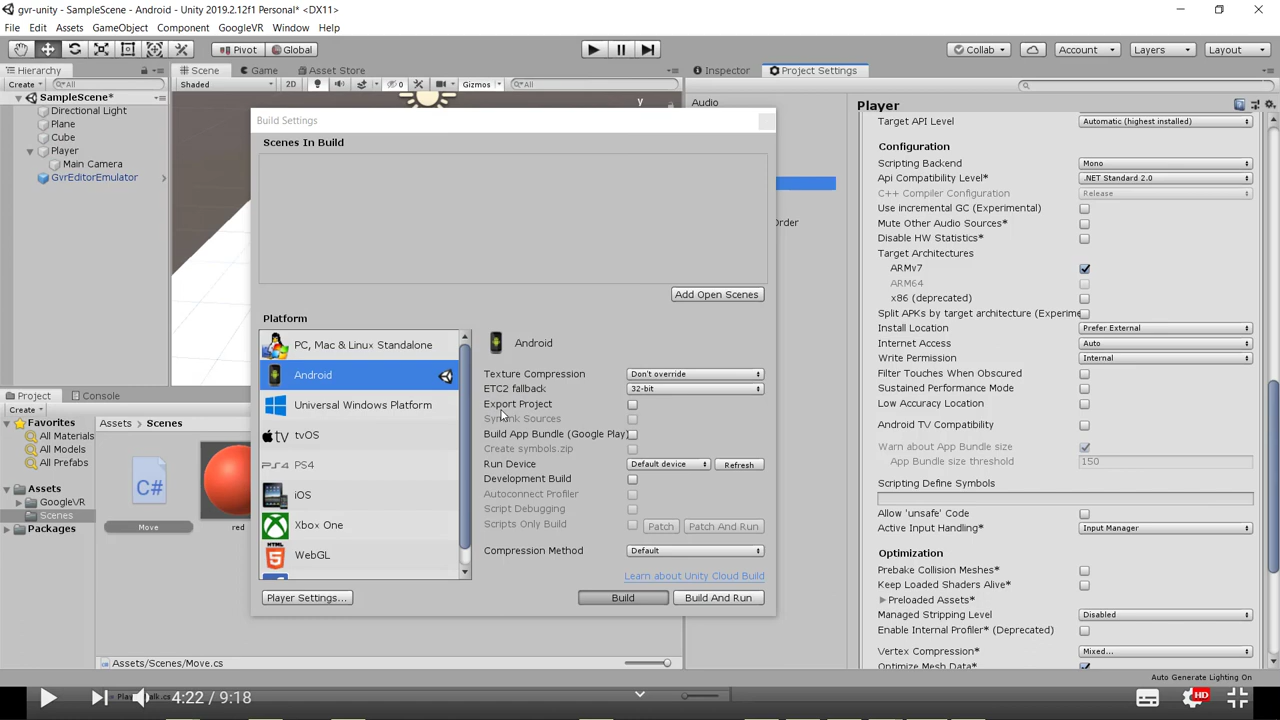 gvr-unity - SampleScene - Android - Unity 2019.2.12f1 Personal* <DX11>
File Edit Assets GameObject Component GoogleVR Window Help
Pivot Global Collab Account Layers Layout
Hierarchy Scene Game Asset Store Inspector Project Settings
Create All Shaded 2D 0 Gizmos All
SampleScene*
Directional Light
Plane
Cube
Player
Main Camera
GvrEditorEmulator
y
Build Settings
Scenes In Build
Add Open Scenes
Platform
PC, Mac & Linux Standalone
Android
Universal Windows Platform
tv tvOS
PS4 PS4
iOS
Xbox One
HTML 5 WebGL
Player Settings...
Android
Texture Compression Don't override
ETC2 fallback 32-bit
Export Project
Symlink Sources
Build App Bundle (Google Play)
Create symbols.zip
Run Device Default device Refresh
Development Build
Autoconnect Profiler
Script Debugging
Scripts Only Build Patch Patch And Run
Compression Method Default
Learn about Unity Cloud Build
Build Build And Run
Audio
Order
Player
Target API Level Automatic (highest installed)
Configuration
Scripting Backend Mono
Api Compatibility Level* .NET Standard 2.0
C++ Compiler Configuration Release
Use incremental GC (Experimental)
Mute Other Audio Sources*
Disable HW Statistics*
Target Architectures
ARMv7
ARM64
x86 (deprecated)
Split APKs by target architecture (Experime
Install Location Prefer External
Internet Access Auto
Write Permission Internal
Filter Touches When Obscured
Sustained Performance Mode
Low Accuracy Location
Android TV Compatibility
Warn about App Bundle size
App Bundle size threshold 150
Scripting Define Symbols
Allow 'unsafe' Code
Active Input Handling* Input Manager
Optimization
Prebake Collision Meshes*
Keep Loaded Shaders Alive*
Preloaded Assets*
Managed Stripping Level Disabled
Enable Internal Profiler* (Deprecated)
Vertex Compression* Mixed...
Optimize Mesh Data*
Auto Generate Lighting On
Project Console
Create
Favorites
All Materials
All Models
All Prefabs
Assets
GoogleVR
Scenes
Packages
Assets Scenes
C#
Move red
Assets/Scenes/Move.cs
4:22 / 9:18 HD